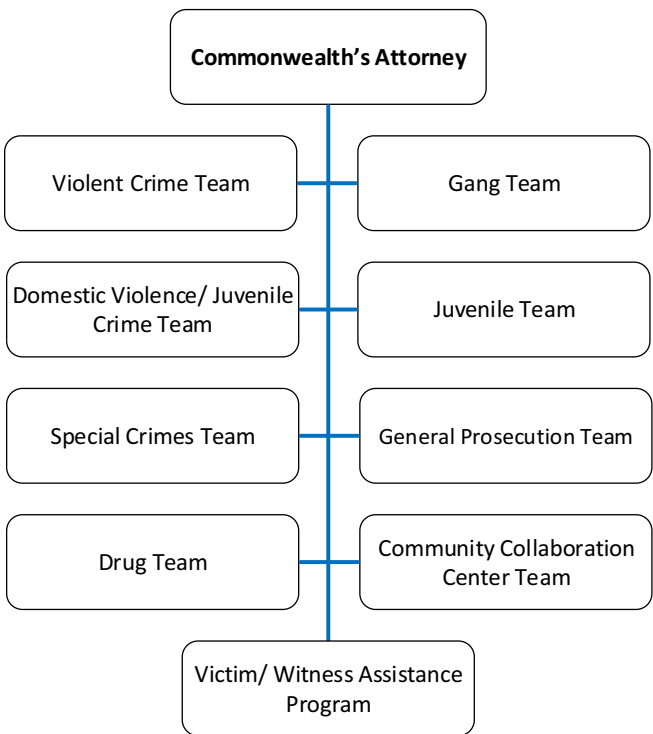 Commonwealth’s Attorney
Violent Crime Team
Gang Team
Domestic Violence/ Juvenile
Crime Team
Juvenile Team
Special Crimes Team
General Prosecution Team
Drug Team
Community Collaboration
Center Team
Victim/ Witness Assistance
Program